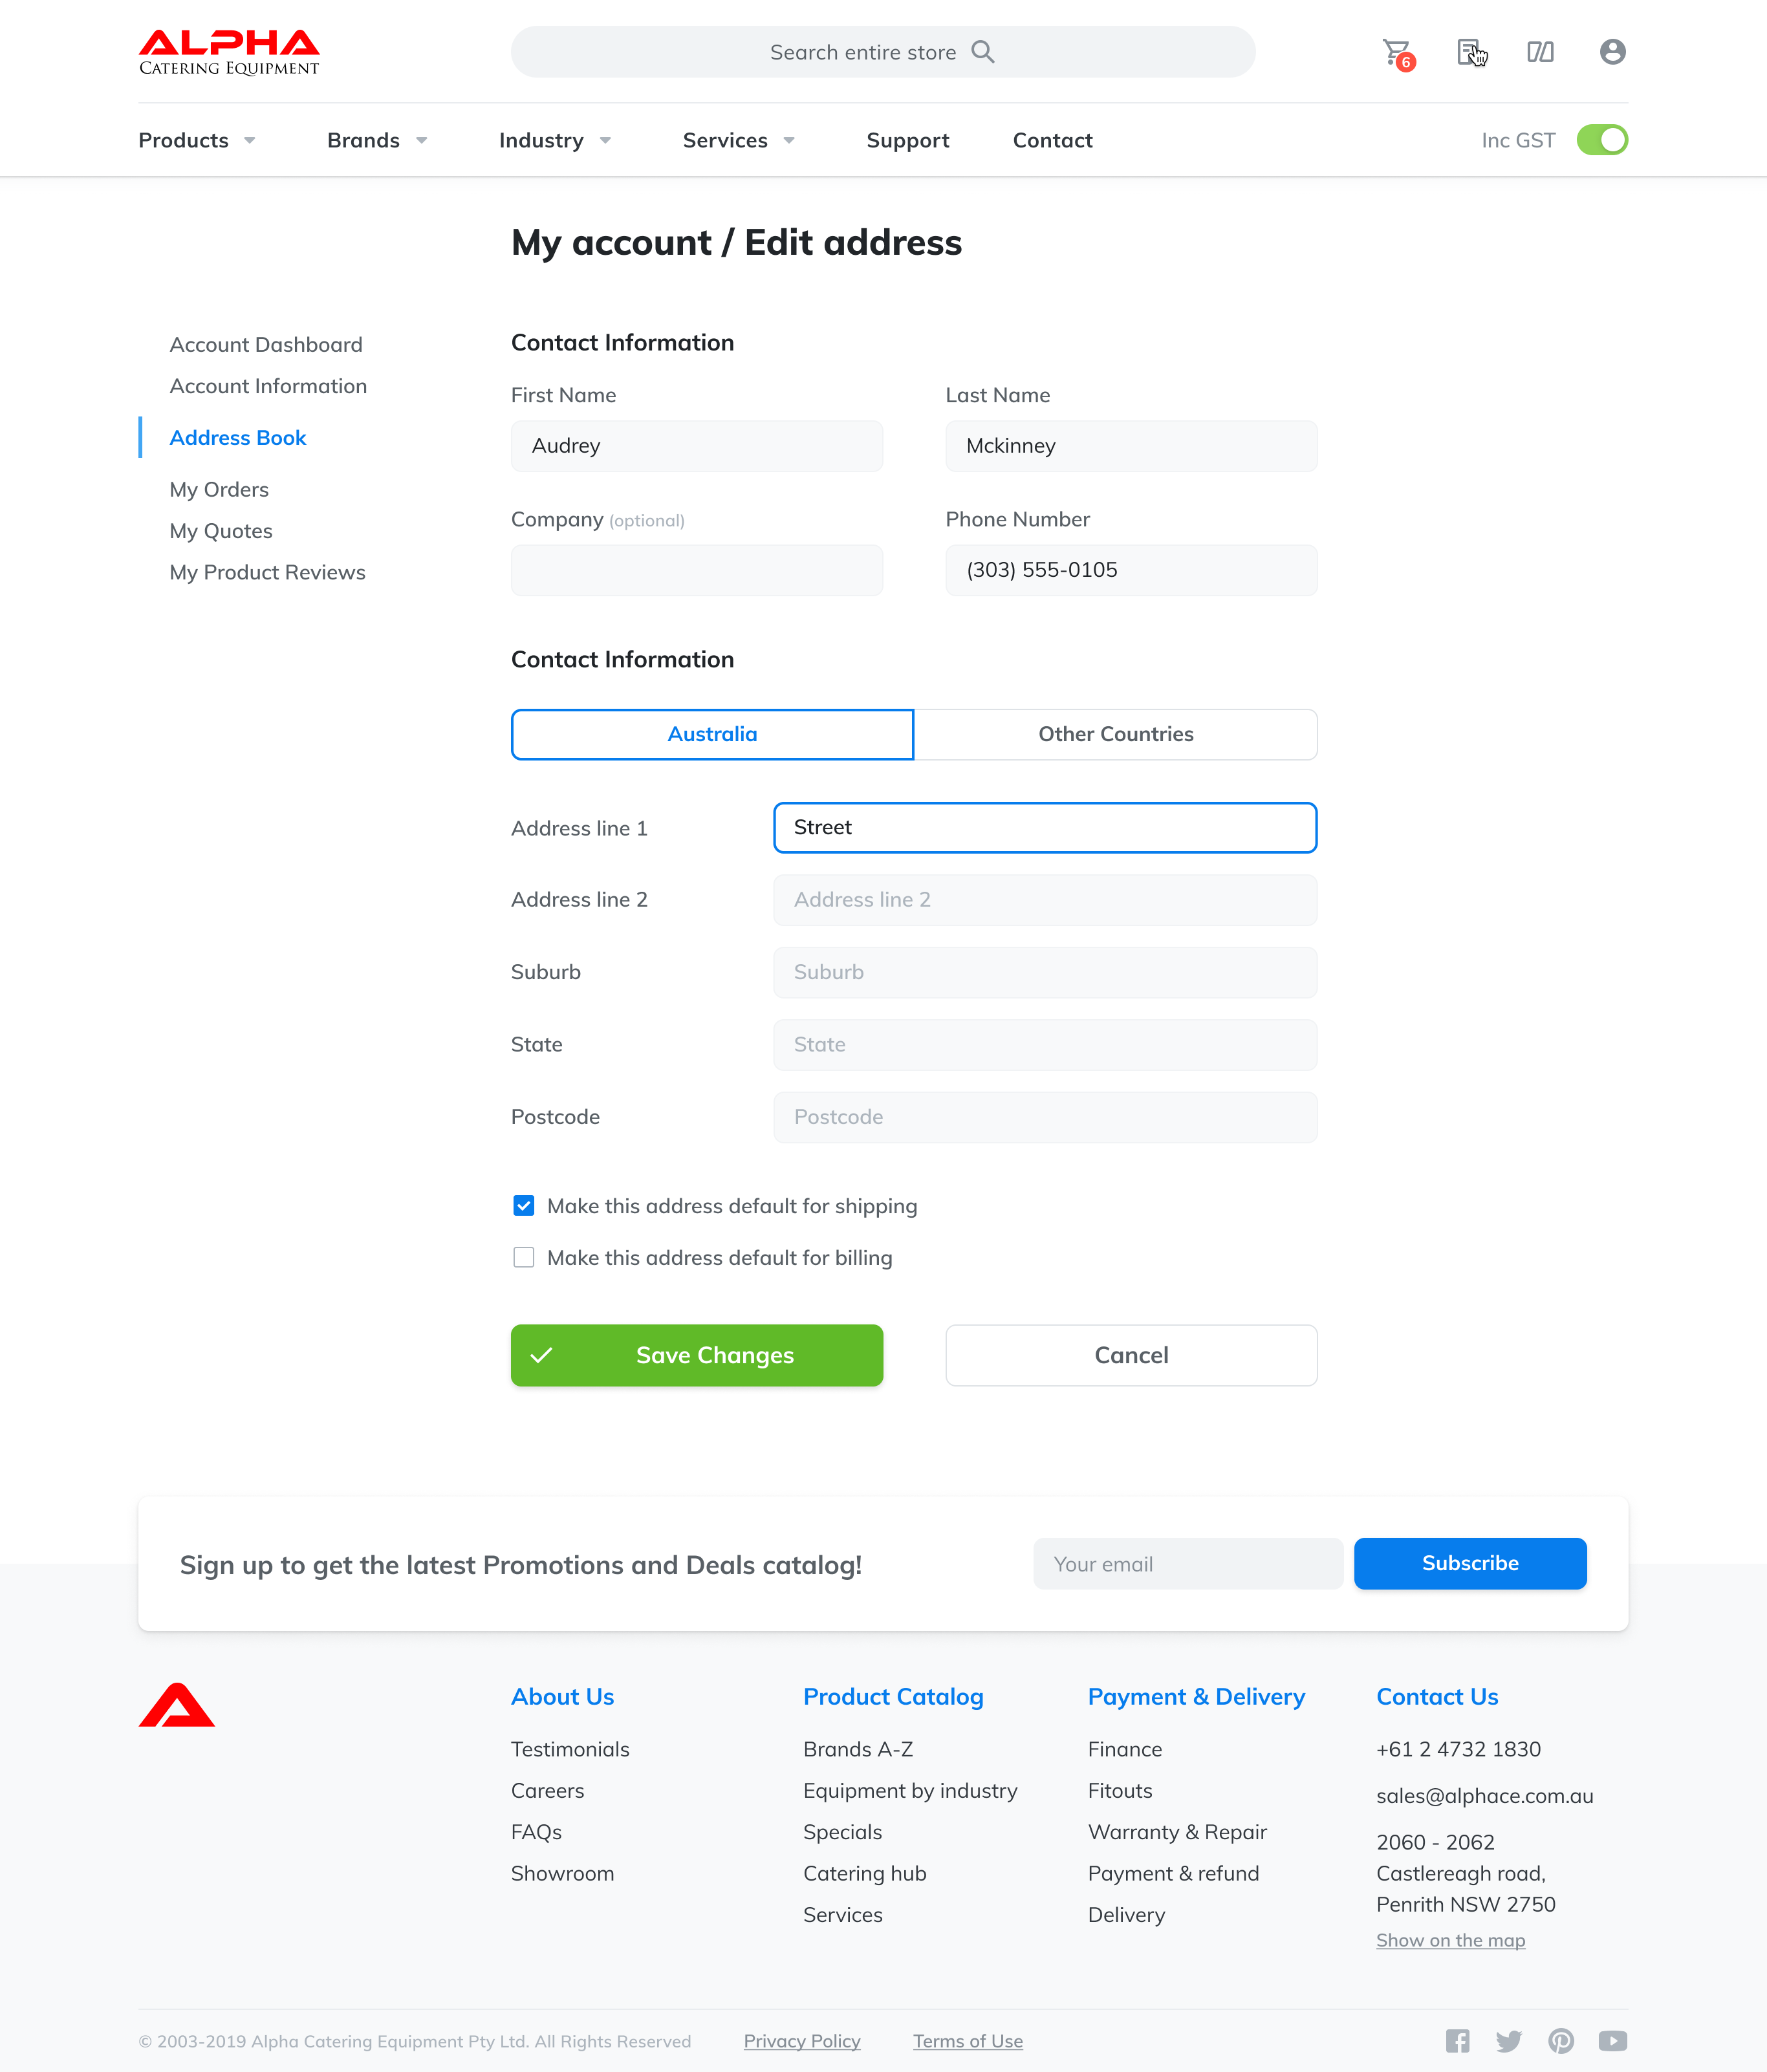 ALPHA
CATERING EQUIPMENT
Search entire store
6
Products
Brands
Industry
Services
Support
Contact
Inc GST
My account / Edit address
Account Dashboard
Account Information
Address Book
My Orders
My Quotes
My Product Reviews
Contact Information
First Name
Last Name
Audrey
Mckinney
Company (optional)
Phone Number
(303) 555-0105
Contact Information
Australia
Other Countries
Address line 1
Street
Address line 2
Address line 2
Suburb
Suburb
State
State
Postcode
Postcode
Make this address default for shipping
Make this address default for billing
Save Changes
Cancel
Sign up to get the latest Promotions and Deals catalog!
Your email
Subscribe
About Us
Testimonials
Careers
FAQs
Showroom
Product Catalog
Brands A-Z
Equipment by industry
Specials
Catering hub
Services
Payment & Delivery
Finance
Fitouts
Warranty & Repair
Payment & refund
Delivery
Contact Us
+61 2 4732 1830
sales@alphace.com.au
2060 - 2062
Castlereagh road,
Penrith NSW 2750
Show on the map
© 2003-2019 Alpha Catering Equipment Pty Ltd. All Rights Reserved
Privacy Policy
Terms of Use